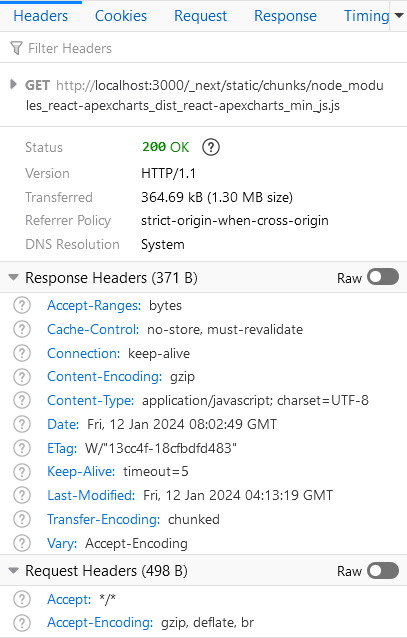 Headers Cookies Request Response Timing
Filter Headers
GET http://localhost:3000/_next/static/chunks/node_modu
les_react-apexcharts_dist_react-apexcharts_min_js.js
Status 200 OK ?
Version HTTP/1.1
Transferred 364.69 kB (1.30 MB size)
Referrer Policy strict-origin-when-cross-origin
DNS Resolution System
Response Headers (371 B) Raw
? Accept-Ranges: bytes
? Cache-Control: no-store, must-revalidate
? Connection: keep-alive
? Content-Encoding: gzip
? Content-Type: application/javascript; charset=UTF-8
? Date: Fri, 12 Jan 2024 08:02:49 GMT
? ETag: W/"13cc4f-18cfbdfd483"
? Keep-Alive: timeout=5
? Last-Modified: Fri, 12 Jan 2024 04:13:19 GMT
? Transfer-Encoding: chunked
? Vary: Accept-Encoding
Request Headers (498 B) Raw
? Accept: */*
? Accept-Encoding: gzip, deflate, br